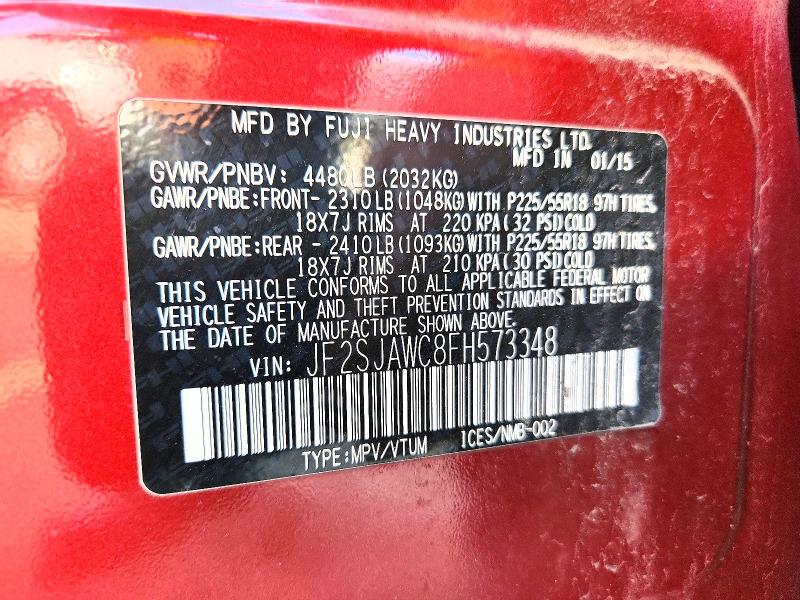 MFD BY FUJI HEAVY INDUSTRIES LTD.
MFD IN 01/15
GVWR/PNBV: 4480LB (2032KG)
GAWR/PNBE:FRONT- 2310 LB (1048KG) WITH P225/55R18 97H TIRES,
18X7J RIMS AT 220 KPA( 32 PSI) COLD
GAWR/PNBE:REAR - 2410 LB (1093KG) WITH P225/55R18 97H TIRES,
18X7J RIMS AT 210 KPA( 30 PSI) COLD
THIS VEHICLE CONFORMS TO ALL APPLICABLE FEDERAL MOTOR
VEHICLE SAFETY AND THEFT PREVENTION STANDARDS IN EFFECT ON
THE DATE OF MANUFACTURE SHOWN ABOVE.
VIN: JF2SJAWC8FH573348
TYPE:MPV/VTUM ICES/NMB-002